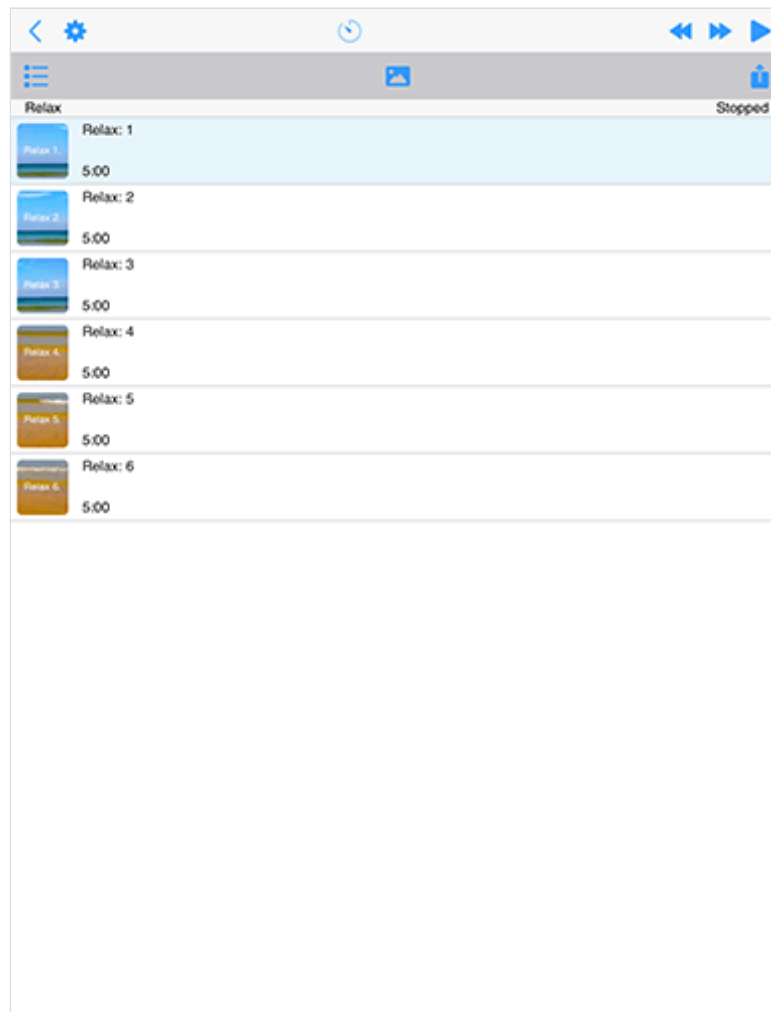 Relax
Stopped
Relax 1.
Relax: 1
5:00
Relax 2.
Relax: 2
5:00
Relax 3.
Relax: 3
5:00
Relax 4.
Relax: 4
5:00
Relax 5.
Relax: 5
5:00
Relax 6.
Relax: 6
5:00